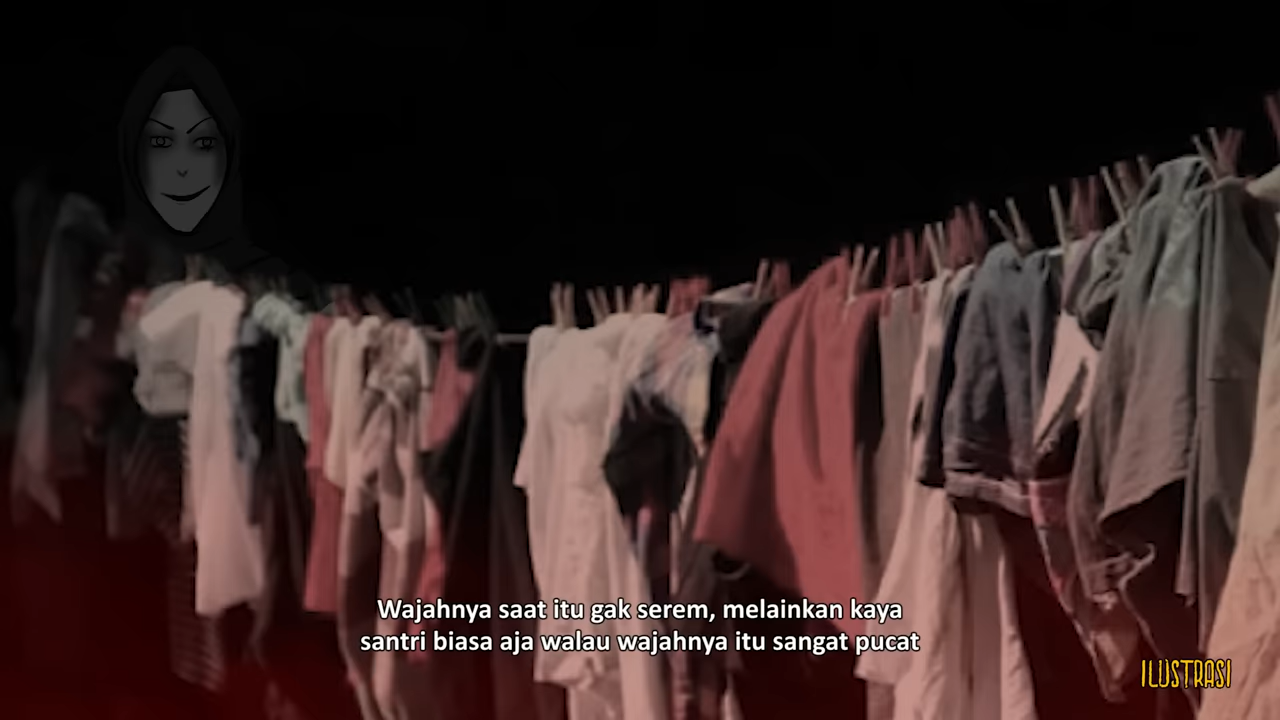 Wajahnya saat itu gak serem, melainkan kaya
santri biasa aja walau wajahnya itu sangat pucat
ILUSTRASI